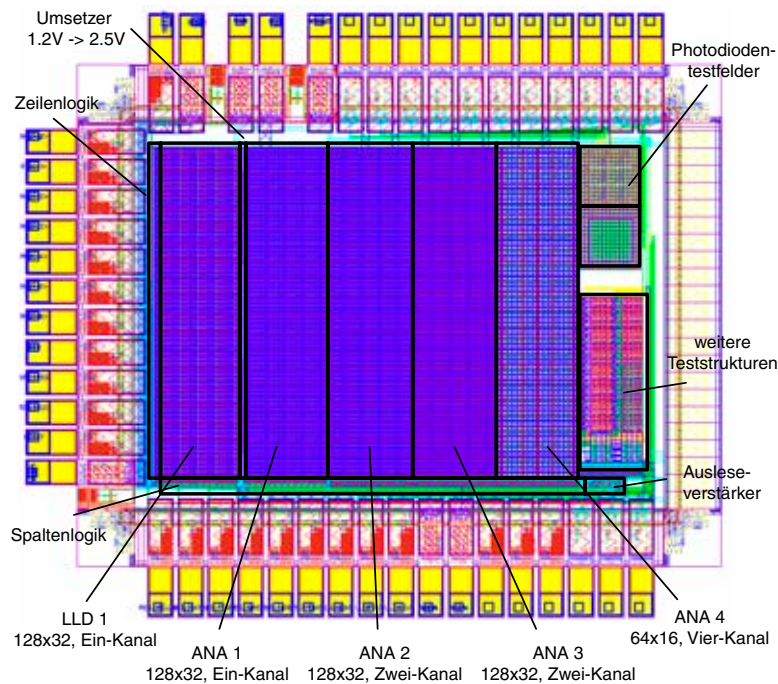 Umsetzer
1.2V -> 2.5V
Photodioden-
testfelder
Zeilenlogik
weitere
Teststrukturen
Auslese-
verstärker
Spaltenlogik
LLD 1
128x32, Ein-Kanal
ANA 1
128x32, Ein-Kanal
ANA 2
128x32, Zwei-Kanal
ANA 3
128x32, Zwei-Kanal
ANA 4
64x16, Vier-Kanal